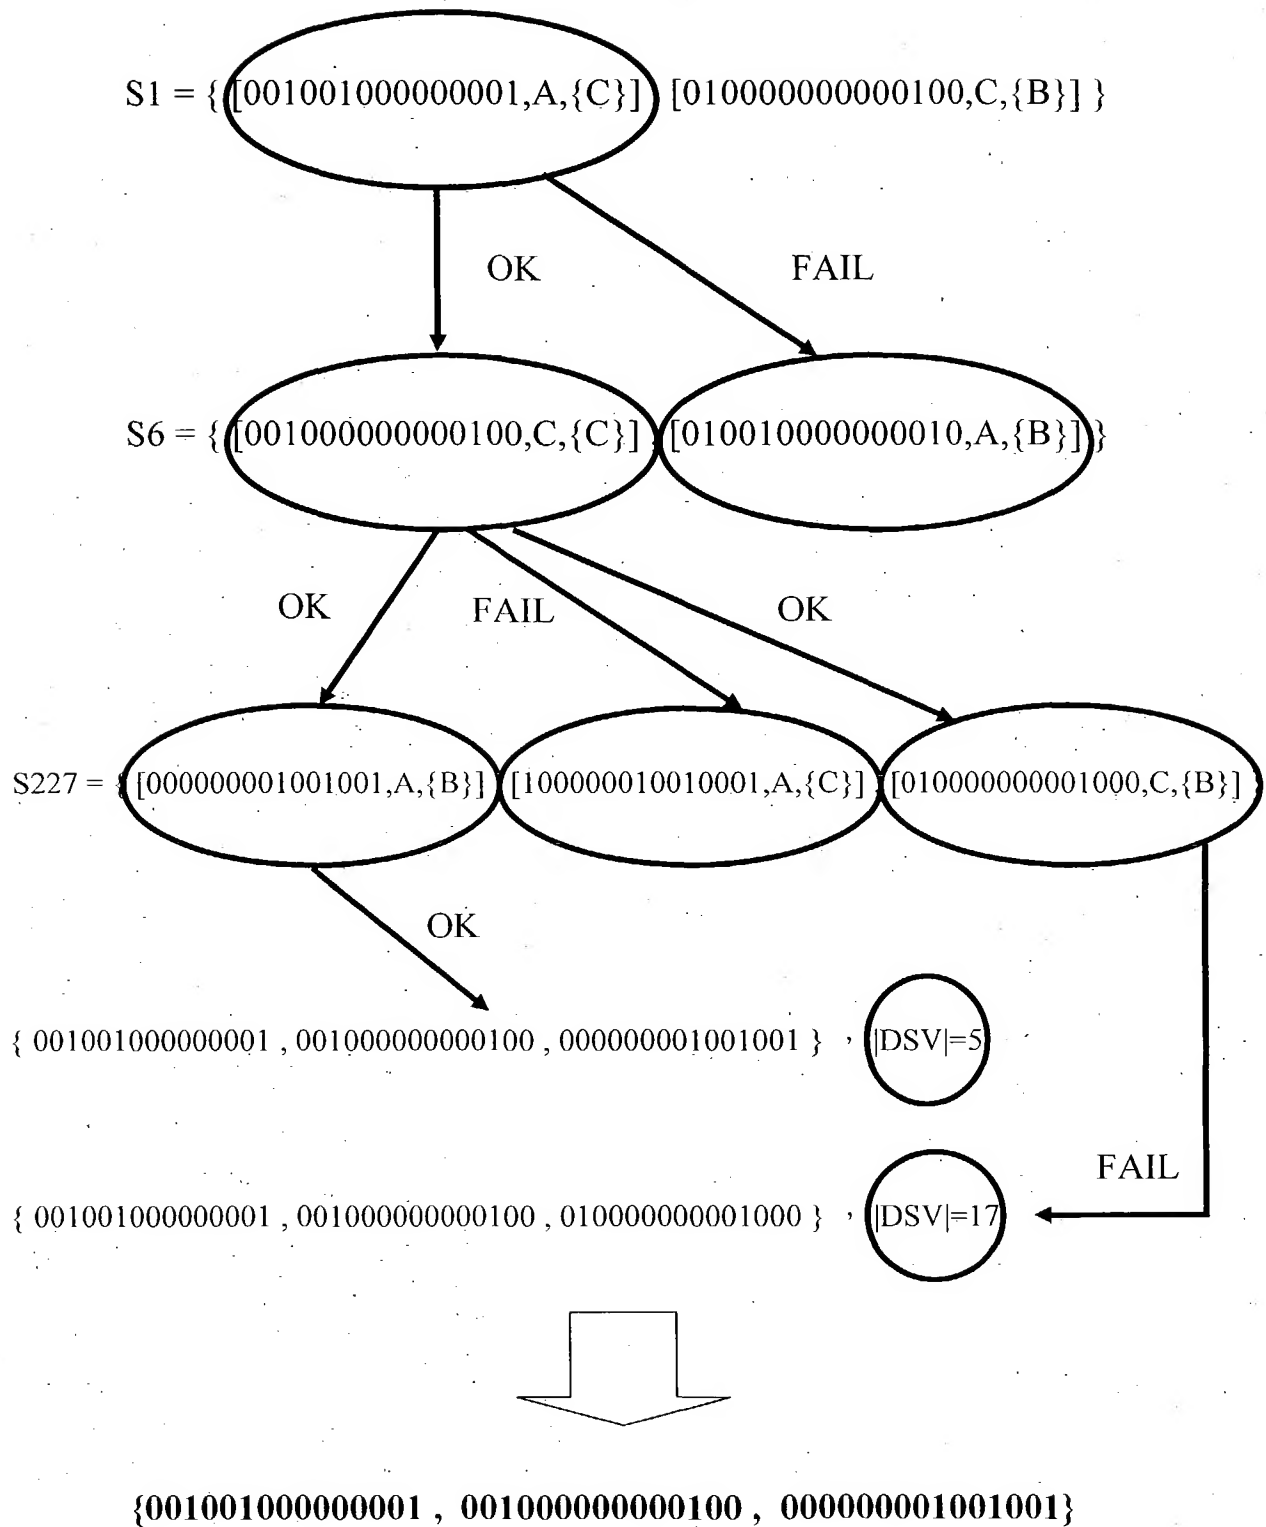 S1 = { [001001000000001,A,{C}] [010000000000100,C,{B}] }
OK
FAIL
S6 = { [001000000000100,C,{C}] [010010000000010,A,{B}] }
OK
FAIL
OK
S227 = { [000000001001001,A,{B}] [100000010010001,A,{C}] [010000000001000,C,{B}] }
OK
{ 001001000000001 , 001000000000100 , 000000001001001 } , |DSV|=5
FAIL
{ 001001000000001 , 001000000000100 , 010000000001000 } , |DSV|=17
{001001000000001 , 001000000000100 , 000000001001001}